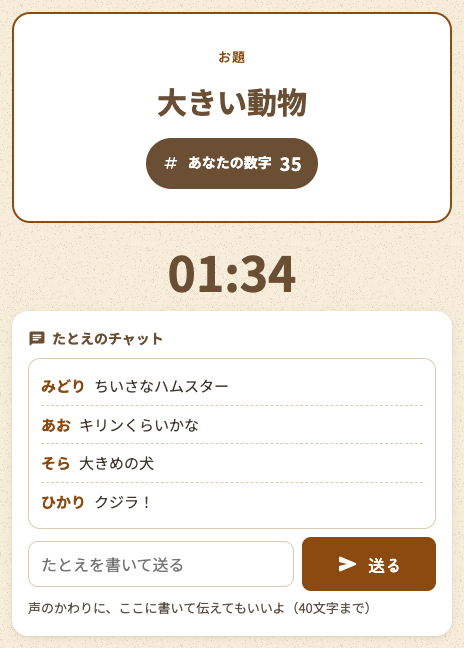 お題
大きい動物
# あなたの数字 35
01:34
たとえのチャット
みどり ちいさなハムスター
あお キリンくらいかな
そら 大きめの犬
ひかり クジラ！
たとえを書いて送る
送る
声のかわりに、ここに書いて伝えてもいいよ（40文字まで）